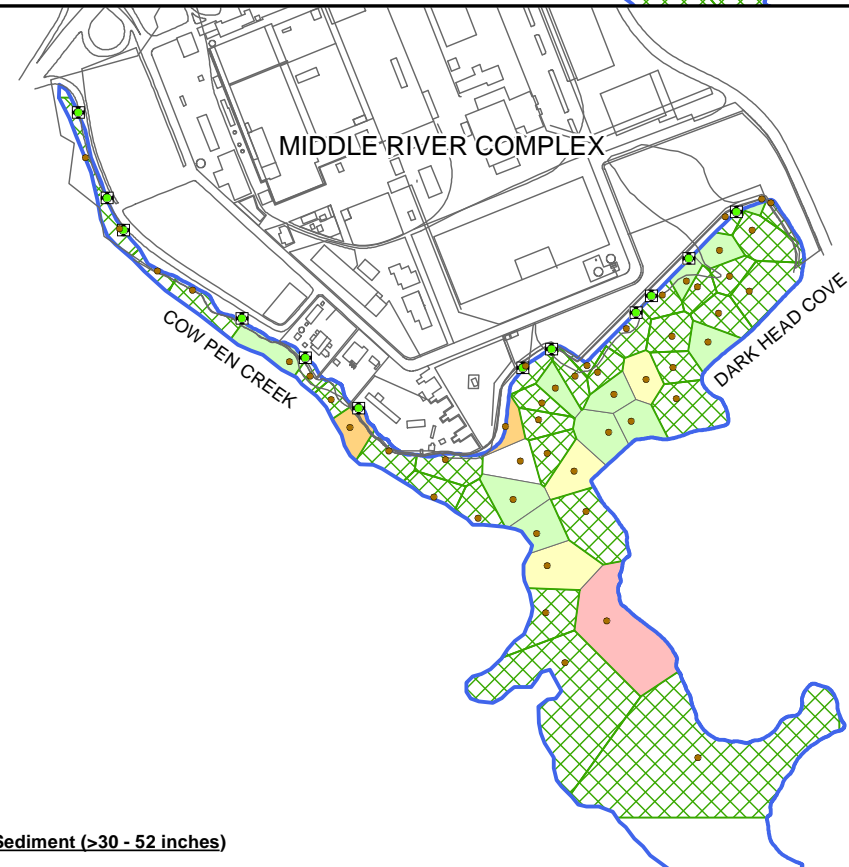 MIDDLE RIVER COMPLEX
COW PEN CREEK
DARK HEAD COVE
Sediment (>30 - 52 inches)